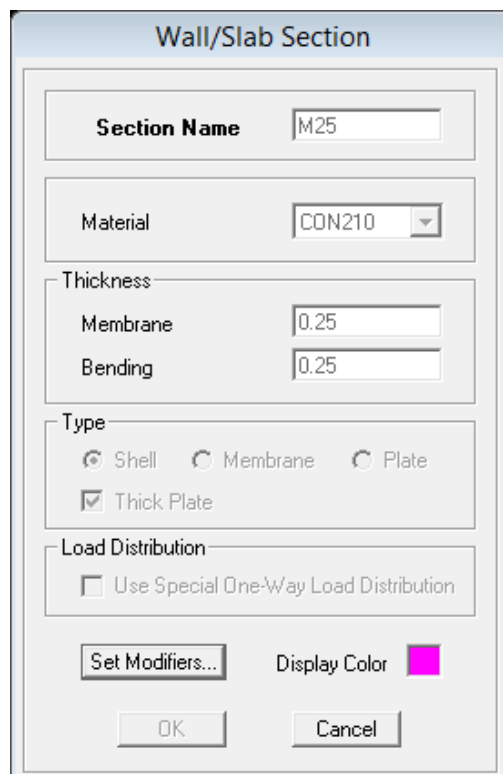 Wall/Slab Section
Section Name M25
Material CON210
Thickness
Membrane 0.25
Bending 0.25
Type
Shell Membrane Plate
Thick Plate
Load Distribution
Use Special One-Way Load Distribution
Set Modifiers... Display Color
OK Cancel